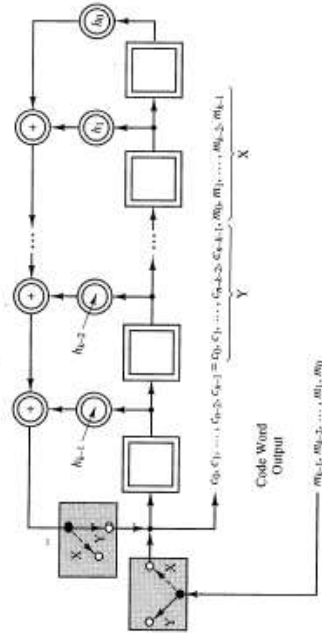 + + ... + h₀
hₖ₋₁ hₖ₋₂ h₁
...
X Y
X Y
c₀, c₁, ..., cₙ₋₂, cₙ₋₁ = c₀, c₁, ..., cₙ₋ₖ₋₂, cₙ₋ₖ₋₁, m₀, m₁, ..., mₖ₋₂, mₖ₋₁
Y X
Code Word
Output
mₖ₋₁, mₖ₋₂, ..., m₁, m₀